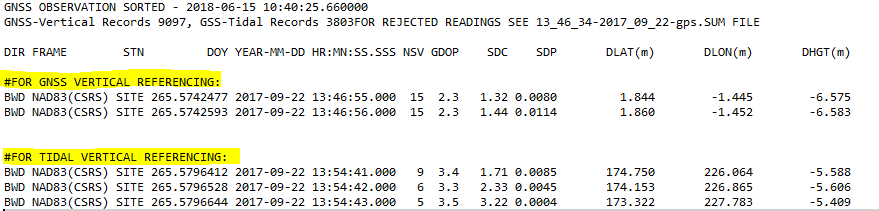 GNSS OBSERVATION SORTED - 2018-06-15 10:40:25.660000
GNSS-Vertical Records 9097, GSS-Tidal Records 3803FOR REJECTED READINGS SEE 13_46_34-2017_09_22-gps.SUM FILE
DIR FRAME STN DOY YEAR-MM-DD HR:MN:SS.SSS NSV GDOP SDC SDP DLAT(m) DLON(m) DHGT(m)
#FOR GNSS VERTICAL REFERENCING:
BWD NAD83(CSRS) SITE 265.5742477 2017-09-22 13:46:55.000 15 2.3 1.32 0.0080 1.844 -1.445 -6.575
BWD NAD83(CSRS) SITE 265.5742593 2017-09-22 13:46:56.000 15 2.3 1.44 0.0114 1.860 -1.452 -6.583
#FOR TIDAL VERTICAL REFERENCING:
BWD NAD83(CSRS) SITE 265.5796412 2017-09-22 13:54:41.000 9 3.4 1.71 0.0085 174.750 226.064 -5.588
BWD NAD83(CSRS) SITE 265.5796528 2017-09-22 13:54:42.000 6 3.3 2.33 0.0045 174.153 226.865 -5.606
BWD NAD83(CSRS) SITE 265.5796644 2017-09-22 13:54:43.000 5 3.5 3.22 0.0004 173.322 227.783 -5.409